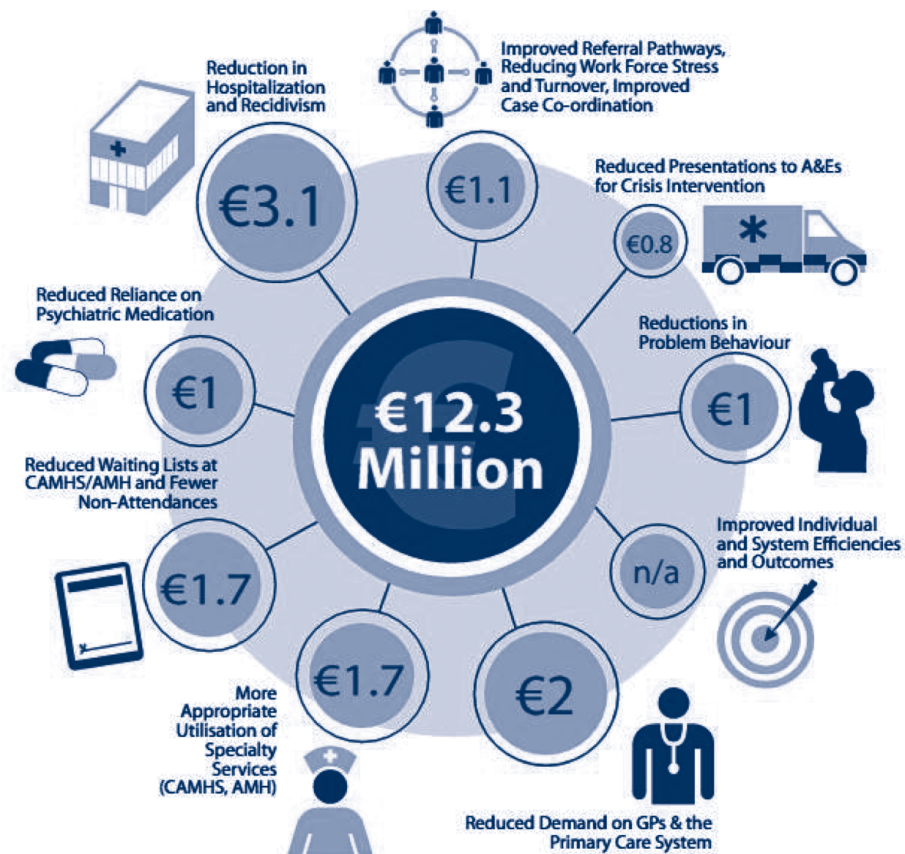 Improved Referral Pathways,
Reducing Work Force Stress
and Turnover, Improved
Case Co-ordination
€1.1
Reduced Presentations to A&Es
for Crisis Intervention
€0.8
Reductions in
Problem Behaviour
€1
Improved Individual
and System Efficiencies
and Outcomes
n/a
Reduced Demand on GPs & the
Primary Care System
€2
More
Appropriate
Utilisation of
Specialty
Services
(CAMHS, AMH)
€1.7
Reduced Waiting Lists at
CAMHS/AMH and Fewer
Non-Attendances
€1.7
Reduced Reliance on
Psychiatric Medication
€1
Reduction in
Hospitalization
and Recidivism
€3.1
€
€12.3
Million